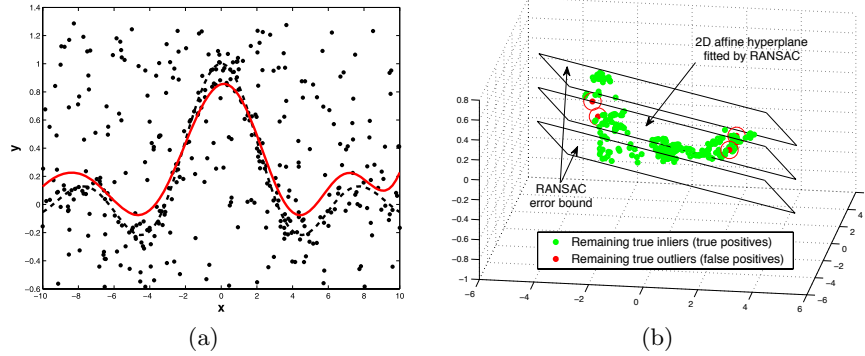 1.4
1.2
1
0.8
0.6
0.4
0.2
0
−0.2
−0.4
−0.6
y
−10 −8 −6 −4 −2 0 2 4 6 8 10
x
(a)
2D affine hyperplane
fitted by RANSAC
0.8
0.6
0.4
0.2
0
−0.2
−0.4
−0.6
−0.8
−1
RANSAC
error bound
Remaining true inliers (true positives)
Remaining true outliers (false positives)
−6 −4 −2 0 2 4 6
−6
−4
−2
0
2
4
(b)